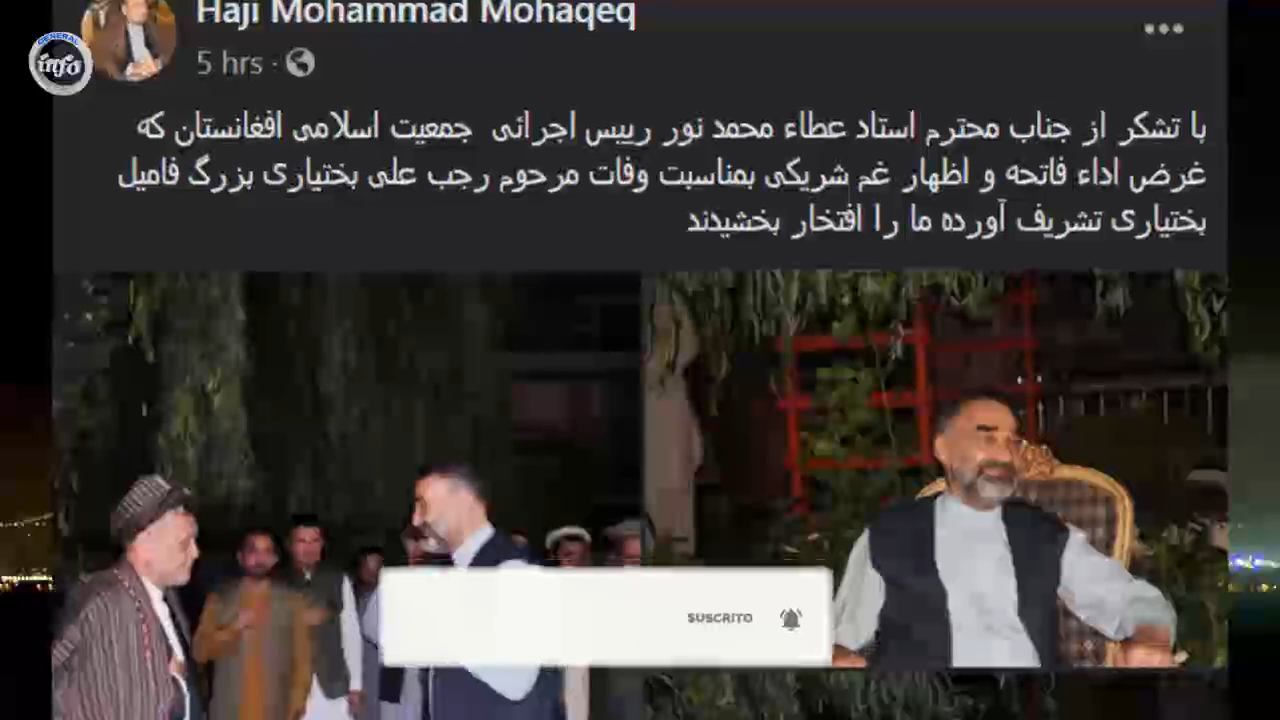 GENERAL
info
Haji Mohammad Mohaqeq
5 hrs ·
با تشکر از جناب محترم استاد عطاء محمد نور رییس اجرائی جمعیت اسلامی افغانستان که
غرض اداء فاتحه و اظهار غم شریکی بمناسبت وفات مرحوم رجب علی بختیاری بزرگ فامیل
بختیاری تشریف آورده ما را افتخار بخشیدند
SUSCRITO